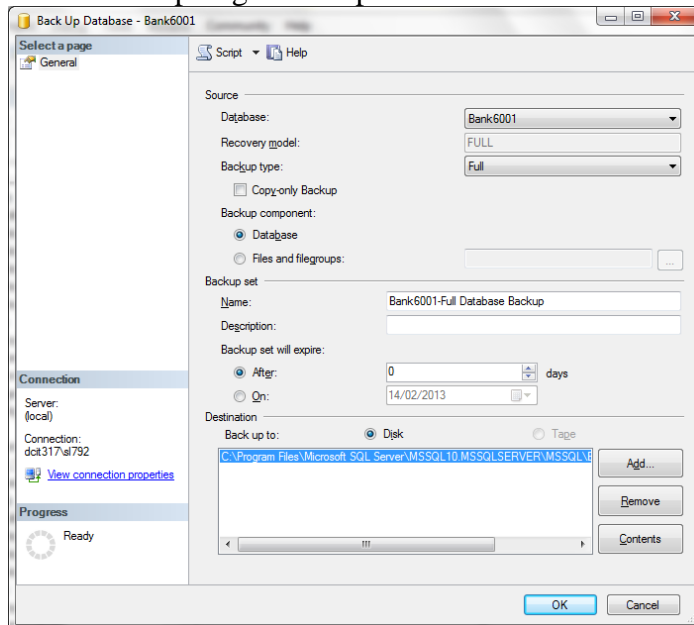 Back Up Database - Bank6001
Select a page
General
Script Help
Source
Database: Bank6001
Recovery model: FULL
Backup type: Full
Copy-only Backup
Backup component:
Database
Files and filegroups: ...
Backup set
Name: Bank6001-Full Database Backup
Description:
Backup set will expire:
After: 0 days
On: 14/02/2013
Destination
Back up to: Disk Tape
C:\Program Files\Microsoft SQL Server\MSSQL10.MSSQLSERVER\MSSQL\
Add...
Remove
Contents
Connection
Server:
(local)
Connection:
dcit317\sl792
View connection properties
Progress
Ready
OK Cancel